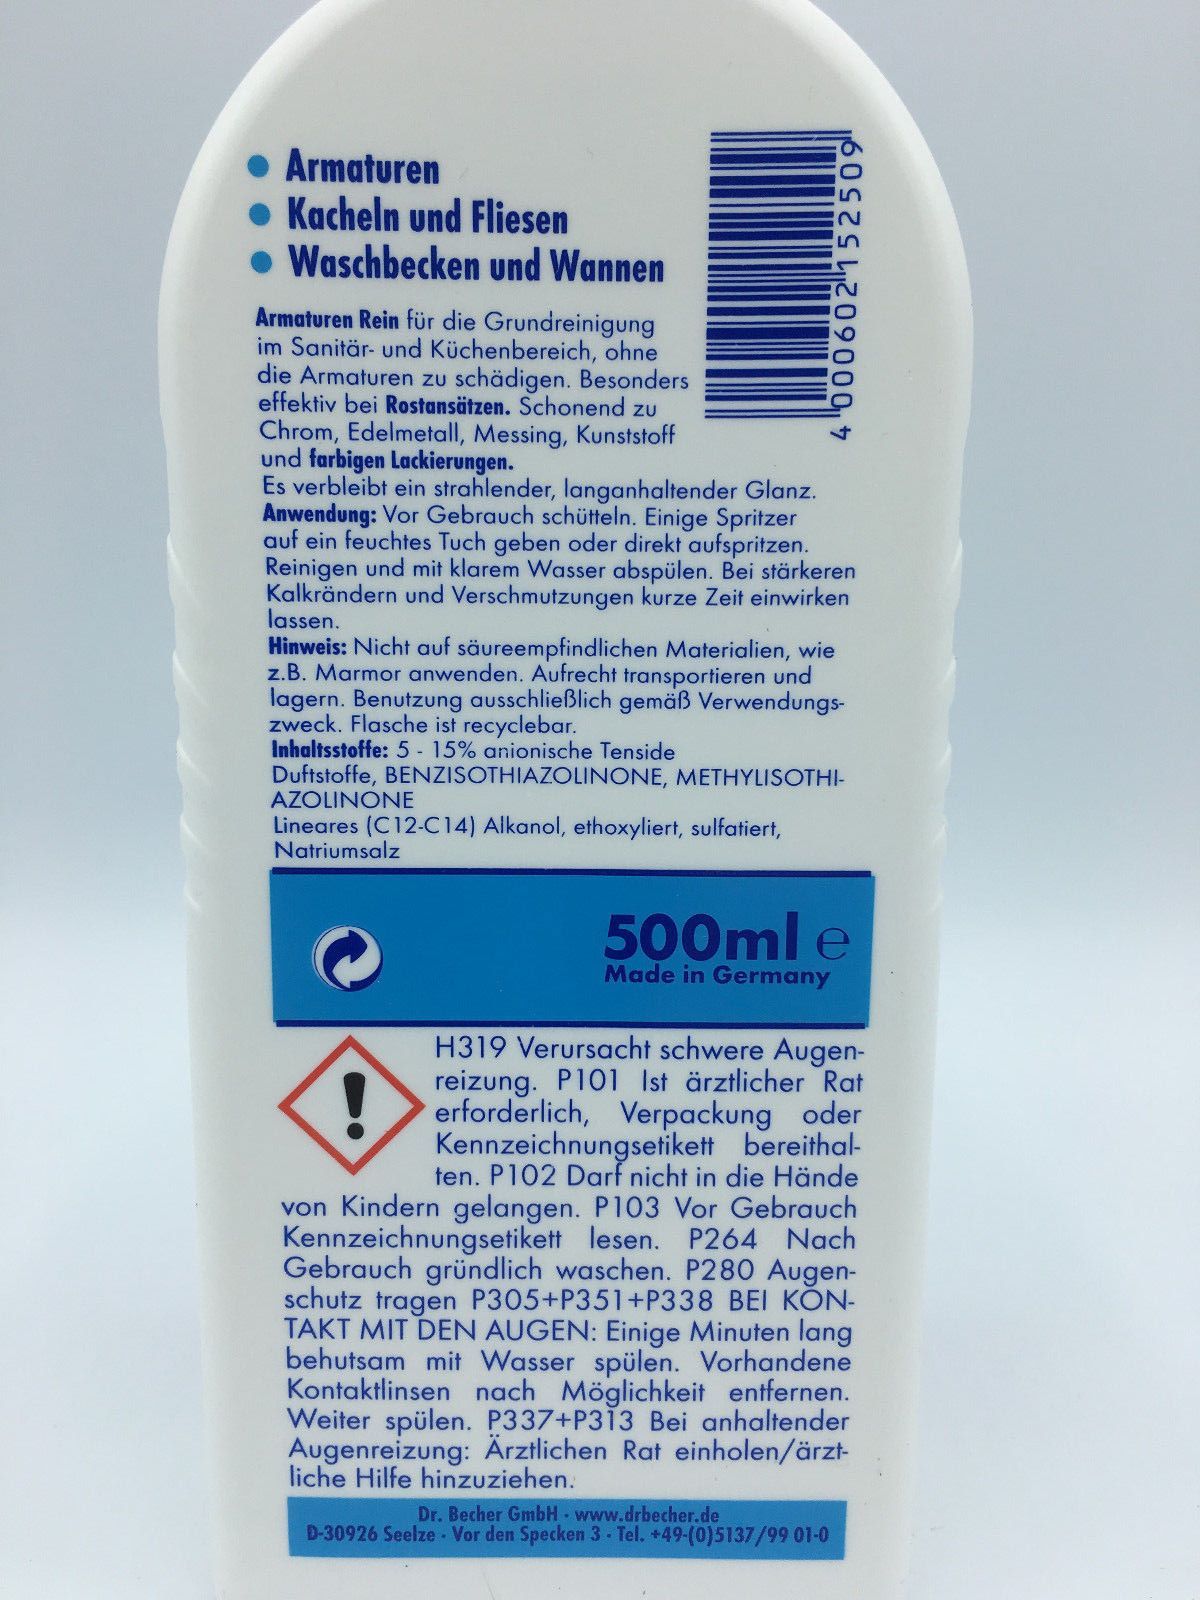 • Armaturen
• Kacheln und Fliesen
• Waschbecken und Wannen
4 000602 152509
Armaturen Rein für die Grundreinigung
im Sanitär- und Küchenbereich, ohne
die Armaturen zu schädigen. Besonders
effektiv bei Rostansätzen. Schonend zu
Chrom, Edelmetall, Messing, Kunststoff
und farbigen Lackierungen.
Es verbleibt ein strahlender, langanhaltender Glanz.
Anwendung: Vor Gebrauch schütteln. Einige Spritzer
auf ein feuchtes Tuch geben oder direkt aufspritzen.
Reinigen und mit klarem Wasser abspülen. Bei stärkeren
Kalkrändern und Verschmutzungen kurze Zeit einwirken
lassen.
Hinweis: Nicht auf säureempfindlichen Materialien, wie
z.B. Marmor anwenden. Aufrecht transportieren und
lagern. Benutzung ausschließlich gemäß Verwendungs-
zweck. Flasche ist recyclebar.
Inhaltsstoffe: 5 - 15% anionische Tenside
Duftstoffe, BENZISOTHIAZOLINONE, METHYLISOTHI-
AZOLINONE
Lineares (C12-C14) Alkanol, ethoxyliert, sulfatiert,
Natriumsalz
500ml e
Made in Germany
H319 Verursacht schwere Augen-
reizung. P101 Ist ärztlicher Rat
erforderlich, Verpackung oder
Kennzeichnungsetikett bereithal-
ten. P102 Darf nicht in die Hände
von Kindern gelangen. P103 Vor Gebrauch
Kennzeichnungsetikett lesen. P264 Nach
Gebrauch gründlich waschen. P280 Augen-
schutz tragen P305+P351+P338 BEI KON-
TAKT MIT DEN AUGEN: Einige Minuten lang
behutsam mit Wasser spülen. Vorhandene
Kontaktlinsen nach Möglichkeit entfernen.
Weiter spülen. P337+P313 Bei anhaltender
Augenreizung: Ärztlichen Rat einholen/ärzt-
liche Hilfe hinzuziehen.
Dr. Becher GmbH · www.drbecher.de
D-30926 Seelze · Vor den Specken 3 · Tel. +49-(0)5137/99 01-0